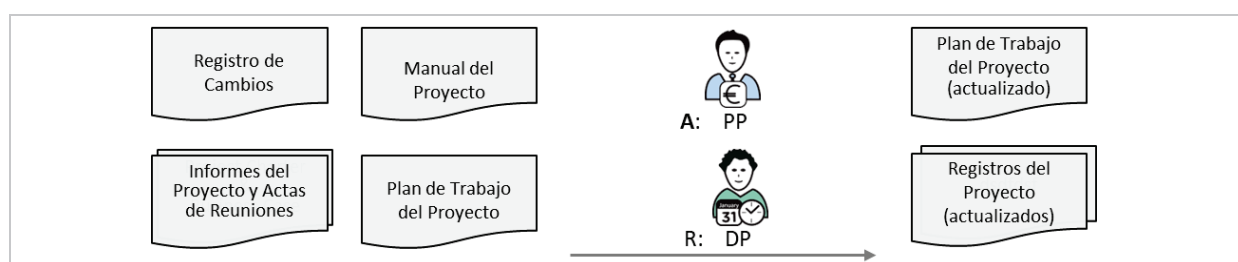 Registro de
Cambios
Manual del
Proyecto
Informes del
Proyecto y Actas
de Reuniones
Plan de Trabajo
del Proyecto
€
A: PP
January
31
R: DP
Plan de Trabajo
del Proyecto
(actualizado)
Registros del
Proyecto
(actualizados)